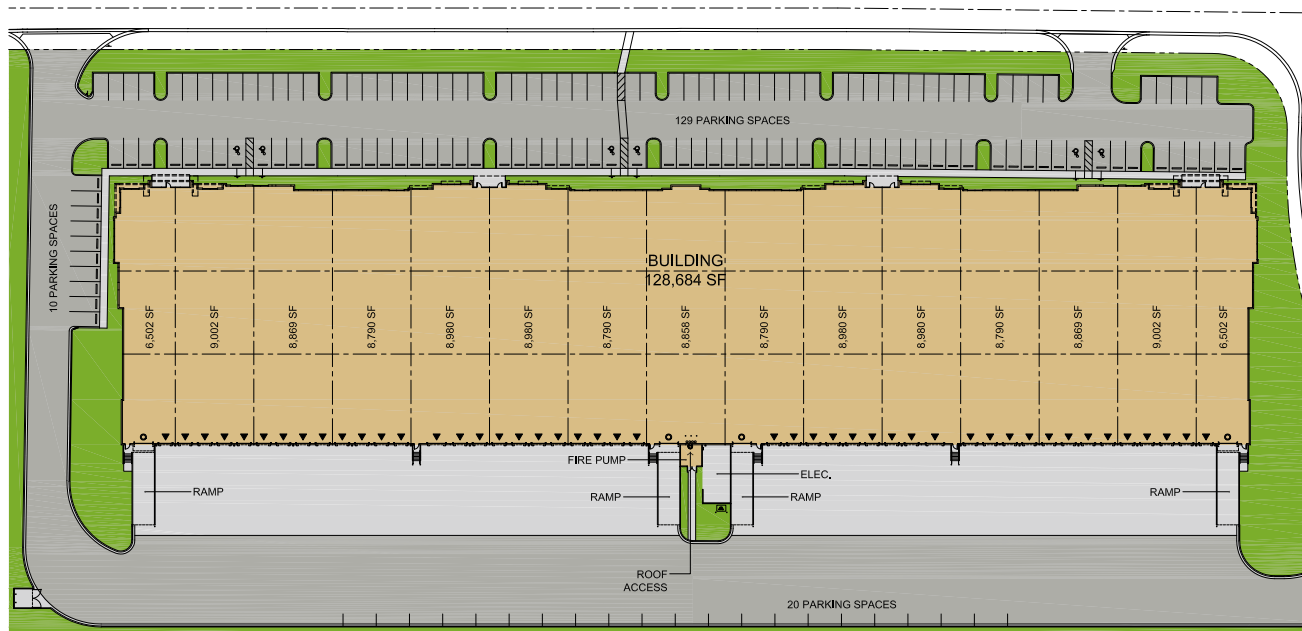 129 PARKING SPACES
10 PARKING SPACES
BUILDING
128,684 SF
6,502 SF
9,002 SF
8,869 SF
8,790 SF
8,980 SF
8,980 SF
8,790 SF
8,858 SF
8,790 SF
8,980 SF
8,980 SF
8,790 SF
8,869 SF
9,002 SF
6,502 SF
FIRE PUMP
ELEC.
RAMP
RAMP
RAMP
RAMP
ROOF
ACCESS
20 PARKING SPACES